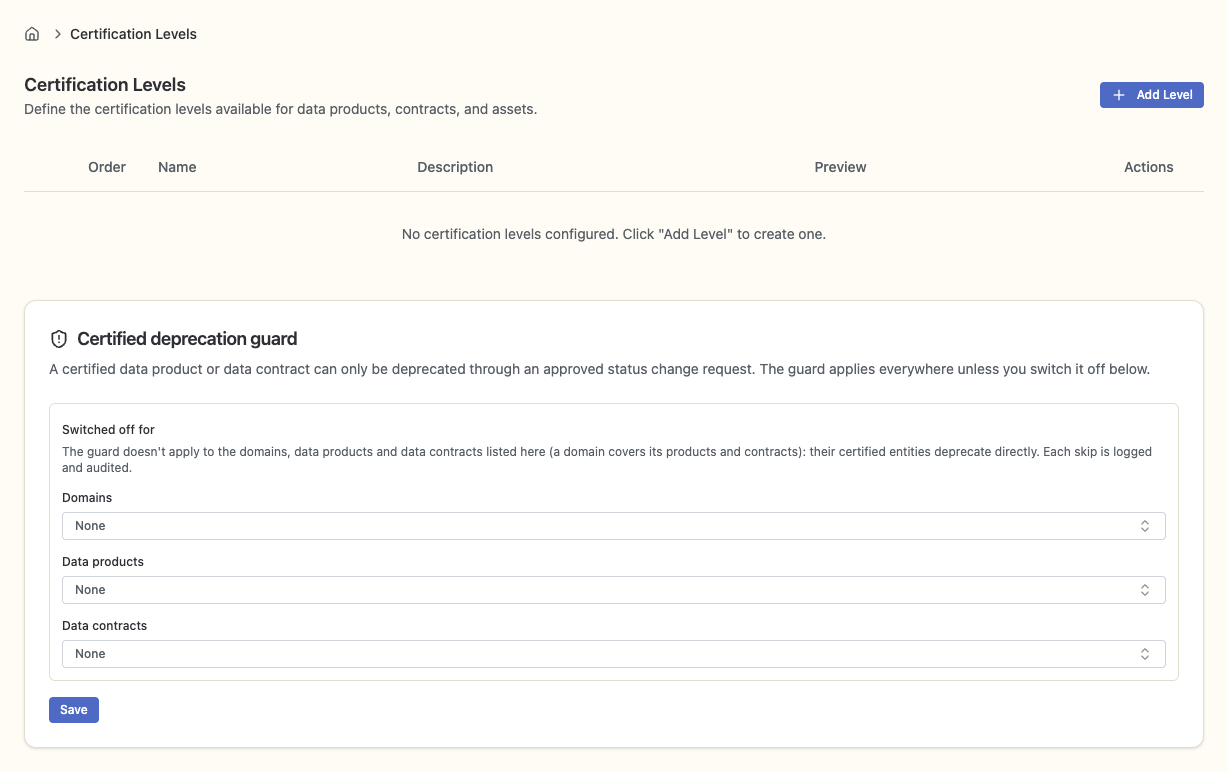 Certification Levels
Certification Levels
Define the certification levels available for data products, contracts, and assets.
Add Level
Order Name Description Preview Actions
No certification levels configured. Click "Add Level" to create one.
Certified deprecation guard
A certified data product or data contract can only be deprecated through an approved status change request. The guard applies everywhere unless you switch it off below.
Switched off for
The guard doesn't apply to the domains, data products and data contracts listed here (a domain covers its products and contracts): their certified entities deprecate directly. Each skip is logged
and audited.
Domains
None
Data products
None
Data contracts
None
Save